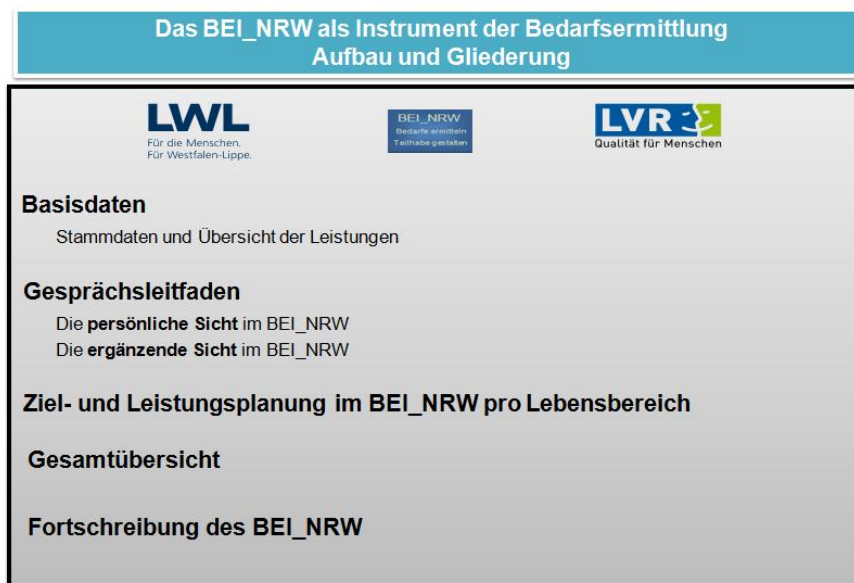 Das BEI_NRW als Instrument der Bedarfsermittlung
Aufbau und Gliederung
LWL
Für die Menschen.
Für Westfalen-Lippe.
BEI_NRW
Bedarfe ermitteln
Teilhabe gestalten
LVR
Qualität für Menschen
Basisdaten
Stammdaten und Übersicht der Leistungen
Gesprächsleitfaden
Die persönliche Sicht im BEI_NRW
Die ergänzende Sicht im BEI_NRW
Ziel- und Leistungsplanung im BEI_NRW pro Lebensbereich
Gesamtübersicht
Fortschreibung des BEI_NRW